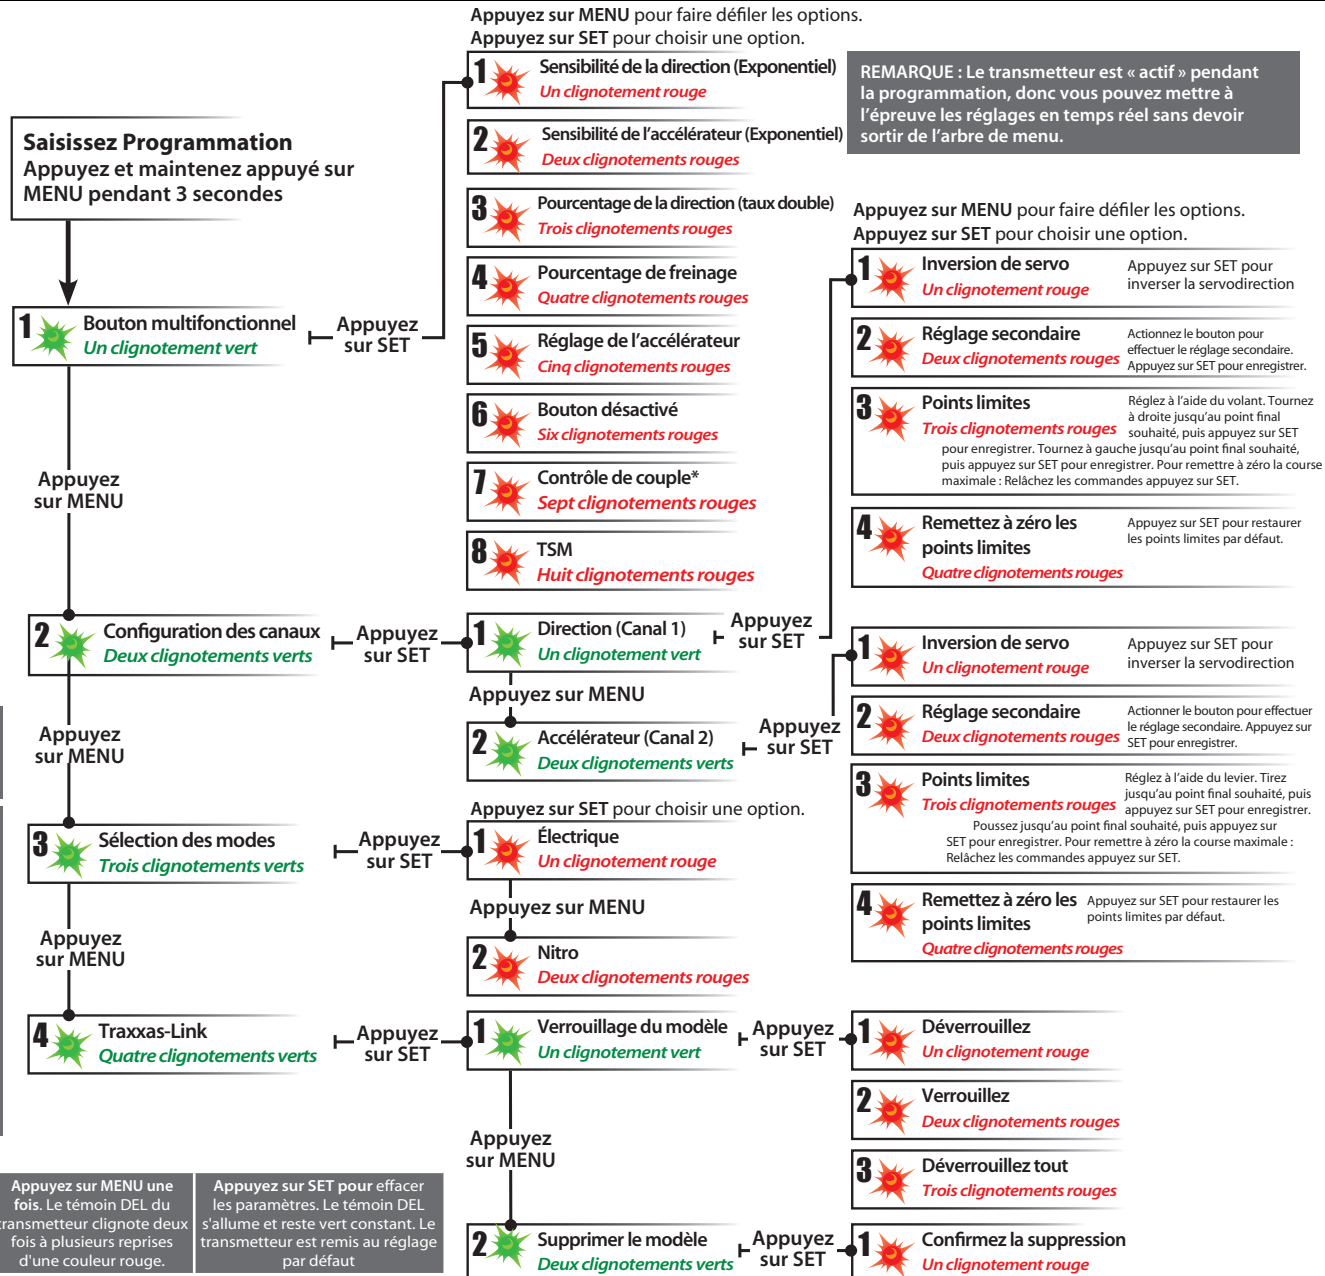 Appuyez sur MENU pour faire défiler les options.
Appuyez sur SET pour choisir une option.
REMARQUE : Le transmetteur est « actif » pendant
la programmation, donc vous pouvez mettre à
l'épreuve les réglages en temps réel sans devoir
sortir de l'arbre de menu.
Saisissez Programmation
Appuyez et maintenez appuyé sur
MENU pendant 3 secondes
1 Bouton multifonctionnel
Un clignotement vert
Appuyez
sur SET
1 Sensibilité de la direction (Exponentiel)
Un clignotement rouge
2 Sensibilité de l'accélérateur (Exponentiel)
Deux clignotements rouges
3 Pourcentage de la direction (taux double)
Trois clignotements rouges
4 Pourcentage de freinage
Quatre clignotements rouges
5 Réglage de l'accélérateur
Cinq clignotements rouges
6 Bouton désactivé
Six clignotements rouges
7 Contrôle de couple*
Sept clignotements rouges
8 TSM
Huit clignotements rouges
Appuyez
sur MENU
2 Configuration des canaux
Deux clignotements verts
Appuyez
sur SET
1 Direction (Canal 1)
Un clignotement vert
Appuyez
sur SET
Appuyez sur MENU
2 Accélérateur (Canal 2)
Deux clignotements verts
Appuyez
sur SET
Appuyez sur MENU pour faire défiler les options.
Appuyez sur SET pour choisir une option.
1 Inversion de servo
Un clignotement rouge
Appuyez sur SET pour
inverser la servodirection
2 Réglage secondaire
Deux clignotements rouges
Actionnez le bouton pour
effectuer le réglage secondaire.
Appuyez sur SET pour enregistrer.
3 Points limites
Trois clignotements rouges
Réglez à l'aide du volant. Tournez
à droite jusqu'au point final
souhaité, puis appuyez sur SET
pour enregistrer. Tournez à gauche jusqu'au point final souhaité,
puis appuyez sur SET pour enregistrer. Pour remettre à zéro la course
maximale : Relâchez les commandes appuyez sur SET.
4 Remettez à zéro les
points limites
Quatre clignotements rouges
Appuyez sur SET pour restaurer
les points limites par défaut.
1 Inversion de servo
Un clignotement rouge
Appuyez sur SET pour
inverser la servodirection
2 Réglage secondaire
Deux clignotements rouges
Actionner le bouton pour effectuer
le réglage secondaire. Appuyez sur
SET pour enregistrer.
3 Points limites
Trois clignotements rouges
Réglez à l'aide du levier. Tirez
jusqu'au point final souhaité, puis
appuyez sur SET pour enregistrer.
Poussez jusqu'au point final souhaité, puis appuyez sur
SET pour enregistrer. Pour remettre à zéro la course maximale :
Relâchez les commandes appuyez sur SET.
4 Remettez à zéro les
points limites
Quatre clignotements rouges
Appuyez sur SET pour restaurer les
points limites par défaut.
Appuyez
sur MENU
3 Sélection des modes
Trois clignotements verts
Appuyez
sur SET
Appuyez sur SET pour choisir une option.
1 Électrique
Un clignotement rouge
Appuyez sur MENU
2 Nitro
Deux clignotements rouges
Appuyez
sur MENU
4 Traxxas-Link
Quatre clignotements verts
Appuyez
sur SET
1 Verrouillage du modèle
Un clignotement vert
Appuyez
sur SET
1 Déverrouillez
Un clignotement rouge
2 Verrouillez
Deux clignotements rouges
3 Déverrouillez tout
Trois clignotements rouges
Appuyez
sur MENU
2 Supprimer le modèle
Deux clignotements verts
Appuyez
sur SET
1 Confirmez la suppression
Un clignotement rouge
Appuyez sur MENU une
fois. Le témoin DEL du
transmetteur clignote deux
fois à plusieurs reprises
d'une couleur rouge.
Appuyez sur SET pour effacer
les paramètres. Le témoin DEL
s'allume et reste vert constant. Le
transmetteur est remis au réglage
par défaut